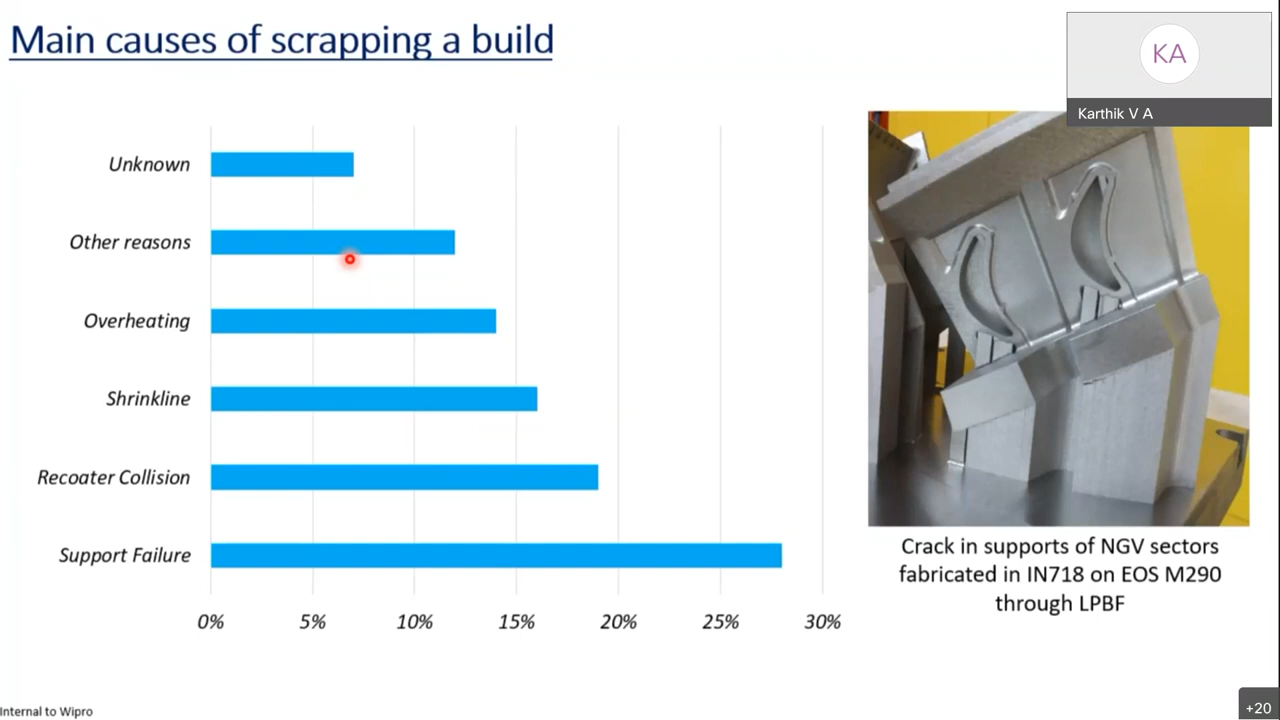 Main causes of scrapping a build
KA
Karthik V A
Unknown
Other reasons
Overheating
Shrinkline
Recoater Collision
Support Failure
0% 5% 10% 15% 20% 25% 30%
Crack in supports of NGV sectors
fabricated in IN718 on EOS M290
through LPBF
Internal to Wipro
+20